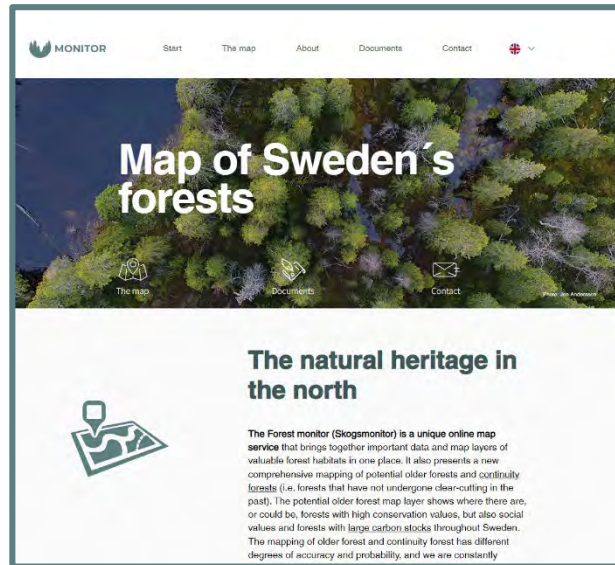 MONITOR
Start
The map
About
Documents
Contact
Map of Sweden´s
forests
The map
Documents
Contact
Photo: Jon Andersson
The natural heritage in
the north
The Forest monitor (Skogsmonitor) is a unique online map
service that brings together important data and map layers of
valuable forest habitats in one place. It also presents a new
comprehensive mapping of potential older forests and continuity
forests (i.e. forests that have not undergone clear-cutting in the
past). The potential older forest map layer shows where there are,
or could be, forests with high conservation values, but also social
values and forests with large carbon stocks throughout Sweden.
The mapping of older forest and continuity forest has different
degrees of accuracy and probability, and we are constantly